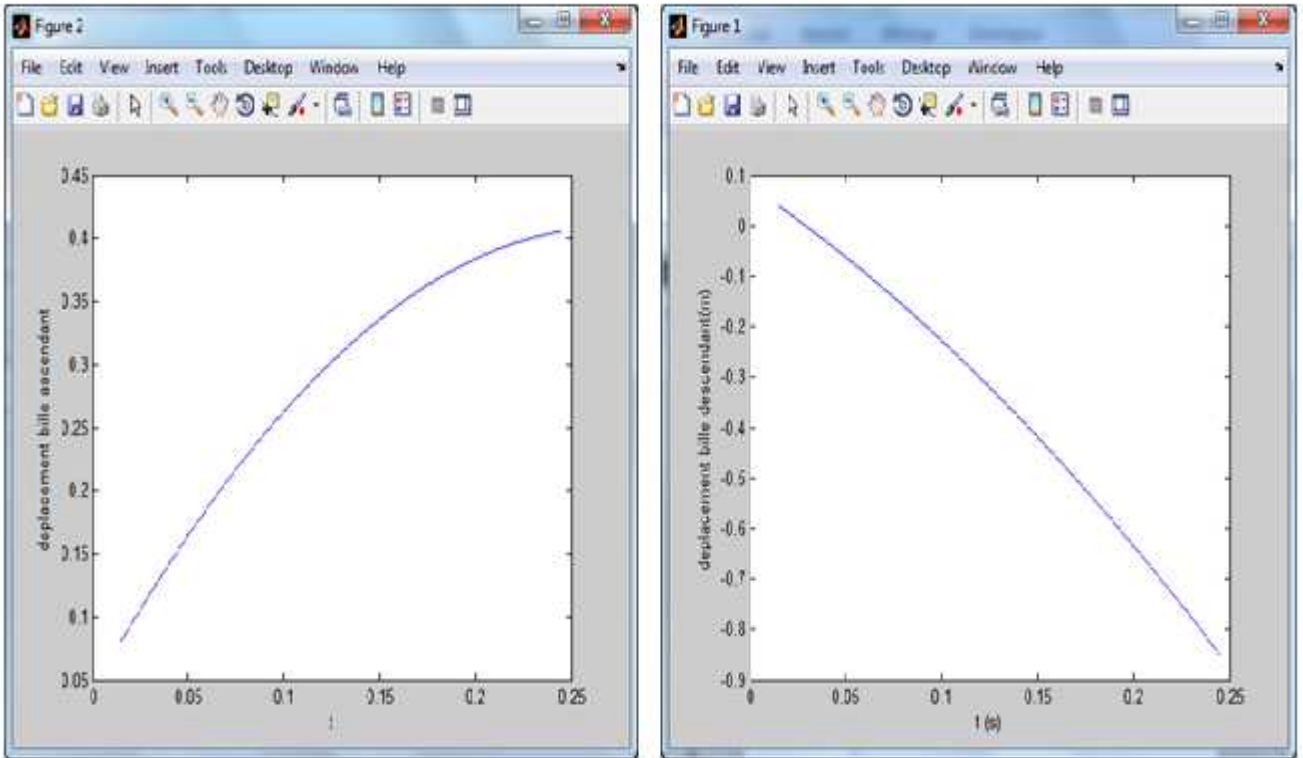 Figure 2
File Edit View Insert Tools Desktop Window Help
0.45
0.4
0.35
0.3
0.25
0.2
0.15
0.1
0.05
0 0.05 0.1 0.15 0.2 0.25
deplacement bille ascendant
Figure 1
File Edit View Insert Tools Desktop Window Help
0.1
0
-0.1
-0.2
-0.3
-0.4
-0.5
-0.6
-0.7
-0.8
-0.9
0 0.05 0.1 0.15 0.2 0.25
t (s)
deplacement bille descendant(m)